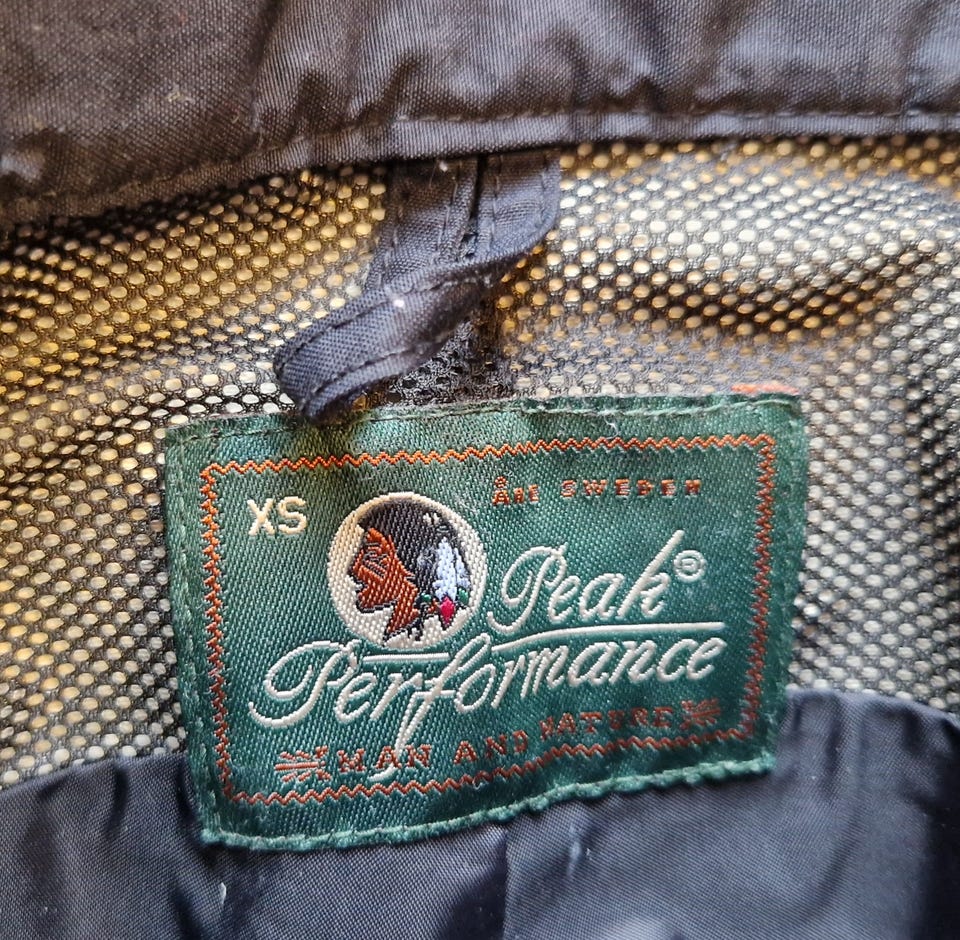 XS
ÅRE SWEDEN
Peak®
Performance
MAN AND NATURE